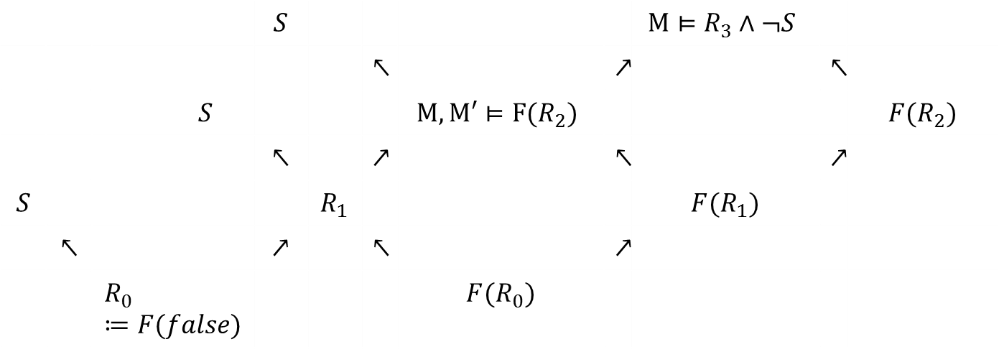 S M ⊨ R₃ ∧ ¬S
↖ ↗ ↖
S M, M′ ⊨ F(R₂) F(R₂)
↖ ↗ ↖ ↗
S R₁ F(R₁)
↖ ↗ ↖ ↗
R₀ F(R₀)
≔ F(false)